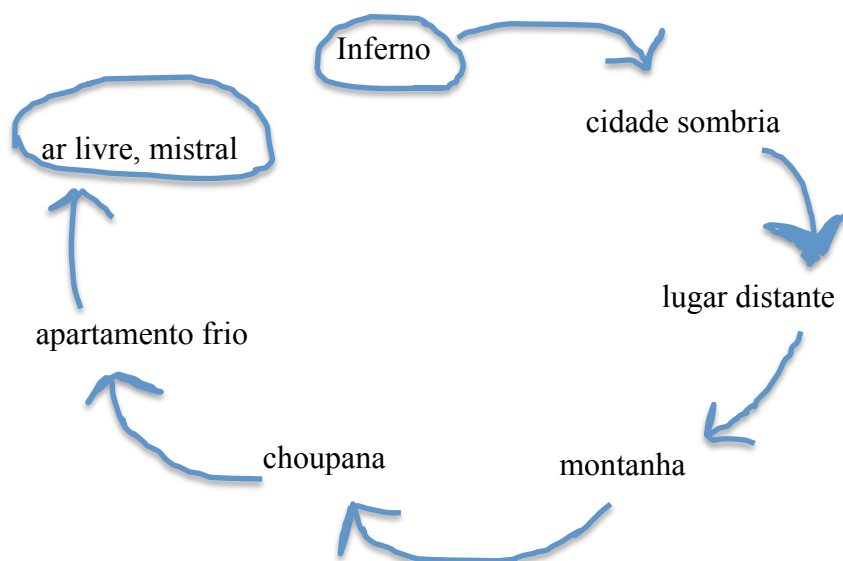 Inferno
cidade sombria
lugar distante
montanha
choupana
apartamento frio
ar livre, mistral